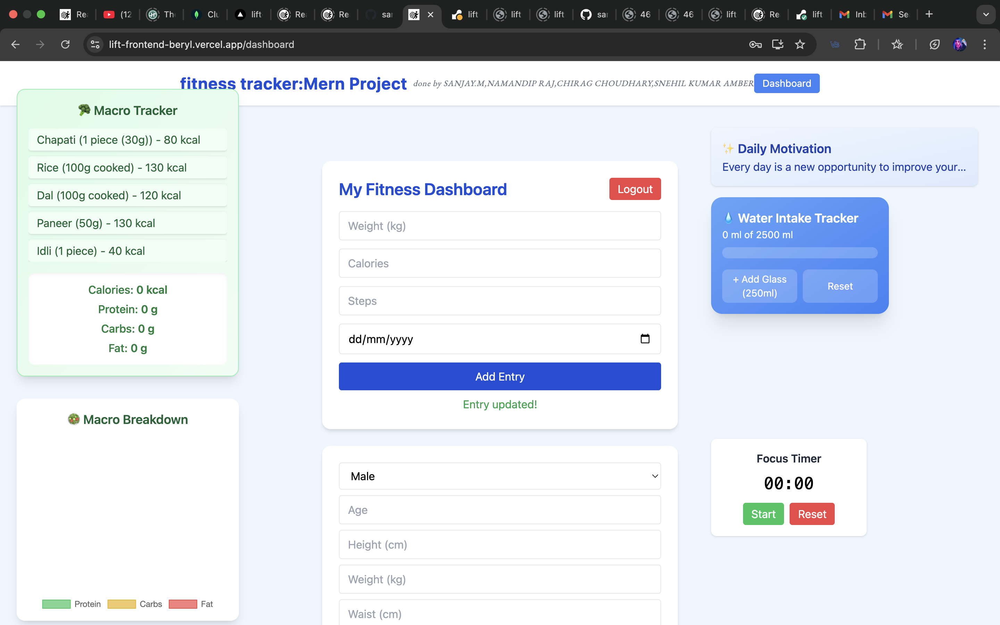 Re
(12
Th
Clu
lift
Re
Re
sar
lift
lift
lift
sar
46
46
lift
Re
lift
Inb
Se
lift-frontend-beryl.vercel.app/dashboard
fitness tracker:Mern Project
done by SANJAY.M,NAMANDIP RAJ,CHIRAG CHOUDHARY,SNEHIL KUMAR AMBER
Dashboard
🥦 Macro Tracker
Chapati (1 piece (30g)) - 80 kcal
Rice (100g cooked) - 130 kcal
Dal (100g cooked) - 120 kcal
Paneer (50g) - 130 kcal
Idli (1 piece) - 40 kcal
Calories: 0 kcal
Protein: 0 g
Carbs: 0 g
Fat: 0 g
🥗 Macro Breakdown
Protein
Carbs
Fat
My Fitness Dashboard
Logout
Weight (kg)
Calories
Steps
dd/mm/yyyy
Add Entry
Entry updated!
Male
Age
Height (cm)
Weight (kg)
Waist (cm)
✨ Daily Motivation
Every day is a new opportunity to improve your...
💧 Water Intake Tracker
0 ml of 2500 ml
+ Add Glass
(250ml)
Reset
Focus Timer
00:00
Start
Reset